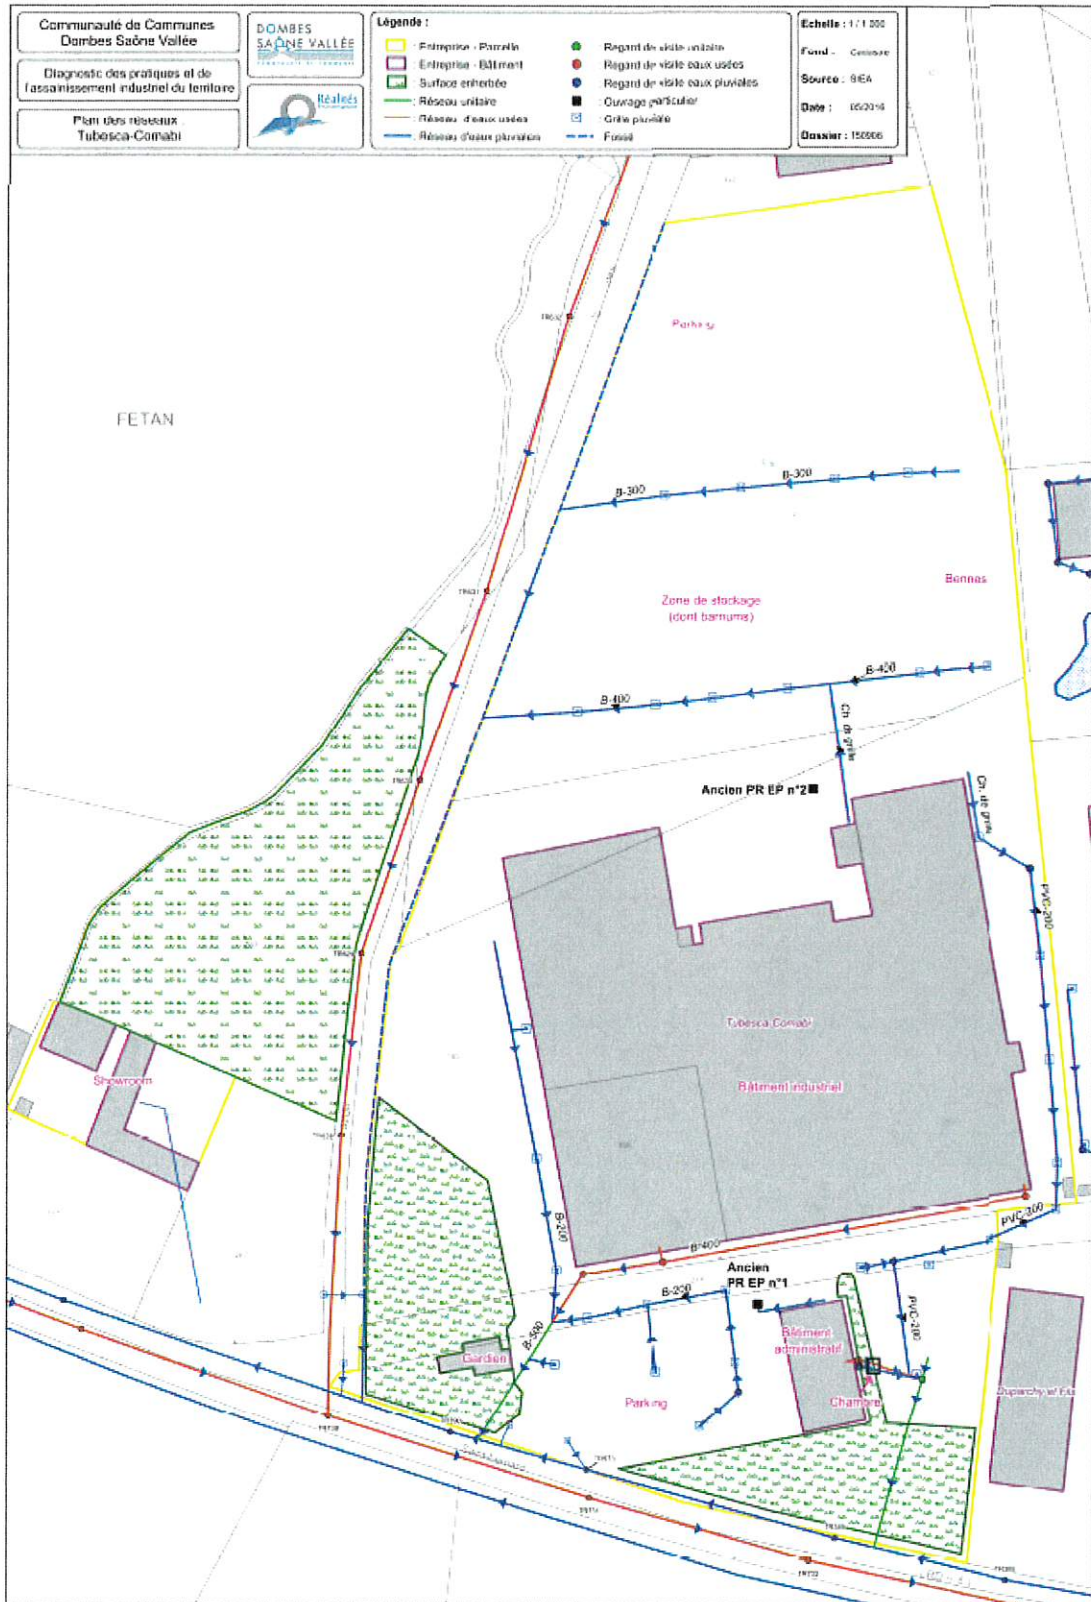 Communauté de Communes
Dombes Saône Vallée
Diagnostic des pratiques et de
l'assainissement industriel du territoire
Plan des réseaux :
Tubesca-Comabi
DOMBES
SAÔNE VALLÉE
Réalités
Légende :
: Entreprise - Parcelle
: Entreprise - Bâtiment
: Surface enherbée
: Réseau unitaire
: Réseau d'eaux usées
: Réseau d'eaux pluviales
: Regard de visite unitaire
: Regard de visite eaux usées
: Regard de visite eaux pluviales
: Ouvrage particulier
: Grille pluviale
: Fossé
Echelle : 1 / 1 000
Fond :
Source : SIEA
Date : 05/2016
Dossier : 150906
Parking
FETAN
B-300
B-300
Bennes
Zone de stockage
(dont barnums)
B-400
B-400
Ch de grille
Ancien PR EP n°2
Ch. de grille
PVC-200
Tubesca Comabi
Bâtiment industriel
Showroom
B-200
B-400
PVC-300
Ancien
PR EP n°1
B-200
PVC-200
B-500
Bâtiment
administratif
Gardien
Parking
Chambre
Duparchy et Fils